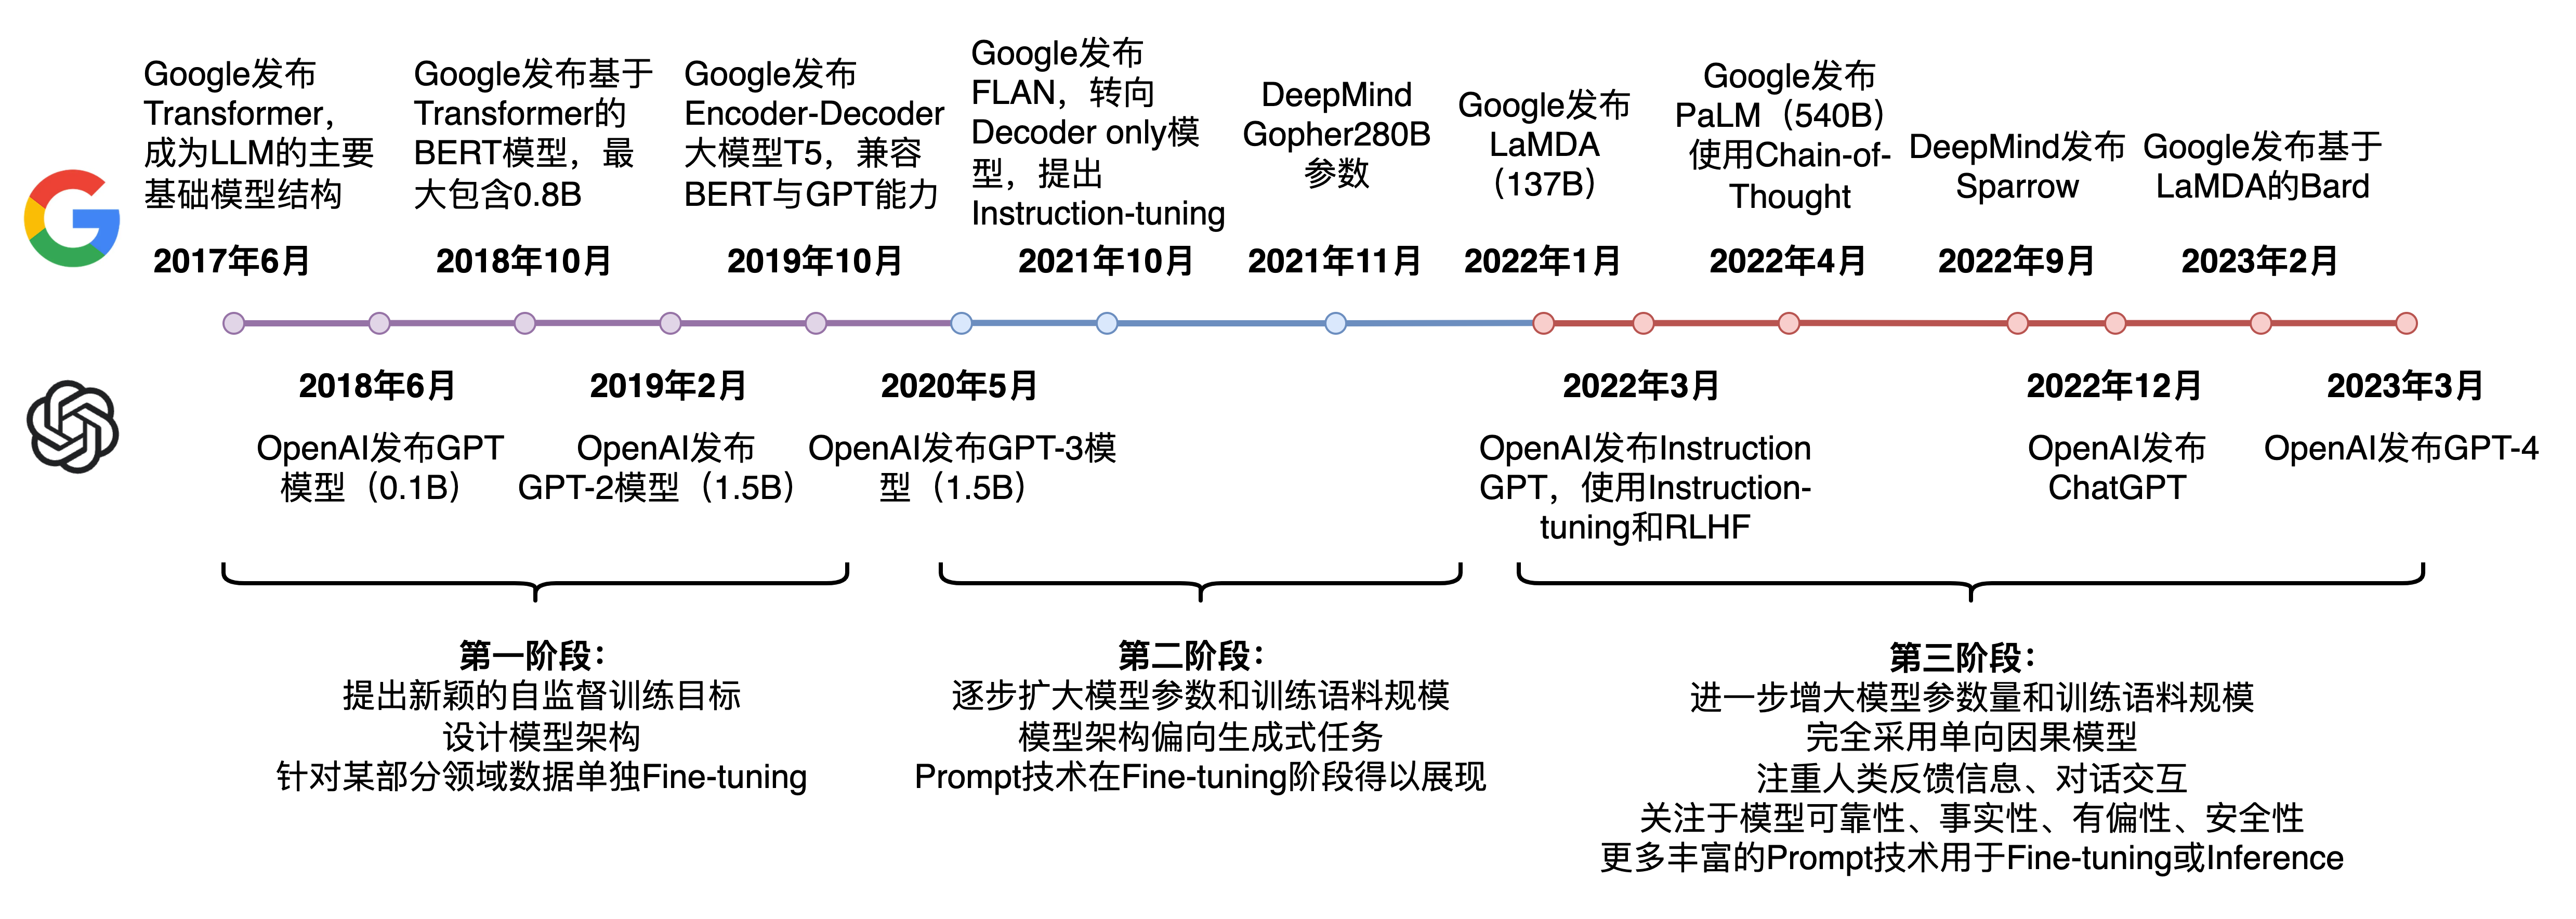 Google发布
Transformer，
成为LLM的主要
基础模型结构
2017年6月
Google发布基于
Transformer的
BERT模型，最
大包含0.8B
2018年10月
Google发布
Encoder-Decoder
大模型T5，兼容
BERT与GPT能力
2019年10月
Google发布
FLAN，转向
Decoder only模
型，提出
Instruction-tuning
2021年10月
DeepMind
Gopher280B
参数
2021年11月
Google发布
LaMDA
（137B）
2022年1月
Google发布
PaLM（540B）
使用Chain-of-
Thought
2022年4月
DeepMind发布
Sparrow
2022年9月
Google发布基于
LaMDA的Bard
2023年2月
2018年6月
OpenAI发布GPT
模型（0.1B）
2019年2月
OpenAI发布
GPT-2模型（1.5B）
2020年5月
OpenAI发布GPT-3模
型（1.5B）
2022年3月
OpenAI发布Instruction
GPT，使用Instruction-
tuning和RLHF
2022年12月
OpenAI发布
ChatGPT
2023年3月
OpenAI发布GPT-4
第一阶段：
提出新颖的自监督训练目标
设计模型架构
针对某部分领域数据单独Fine-tuning
第二阶段：
逐步扩大模型参数和训练语料规模
模型架构偏向生成式任务
Prompt技术在Fine-tuning阶段得以展现
第三阶段：
进一步增大模型参数量和训练语料规模
完全采用单向因果模型
注重人类反馈信息、对话交互
关注于模型可靠性、事实性、有偏性、安全性
更多丰富的Prompt技术用于Fine-tuning或Inference